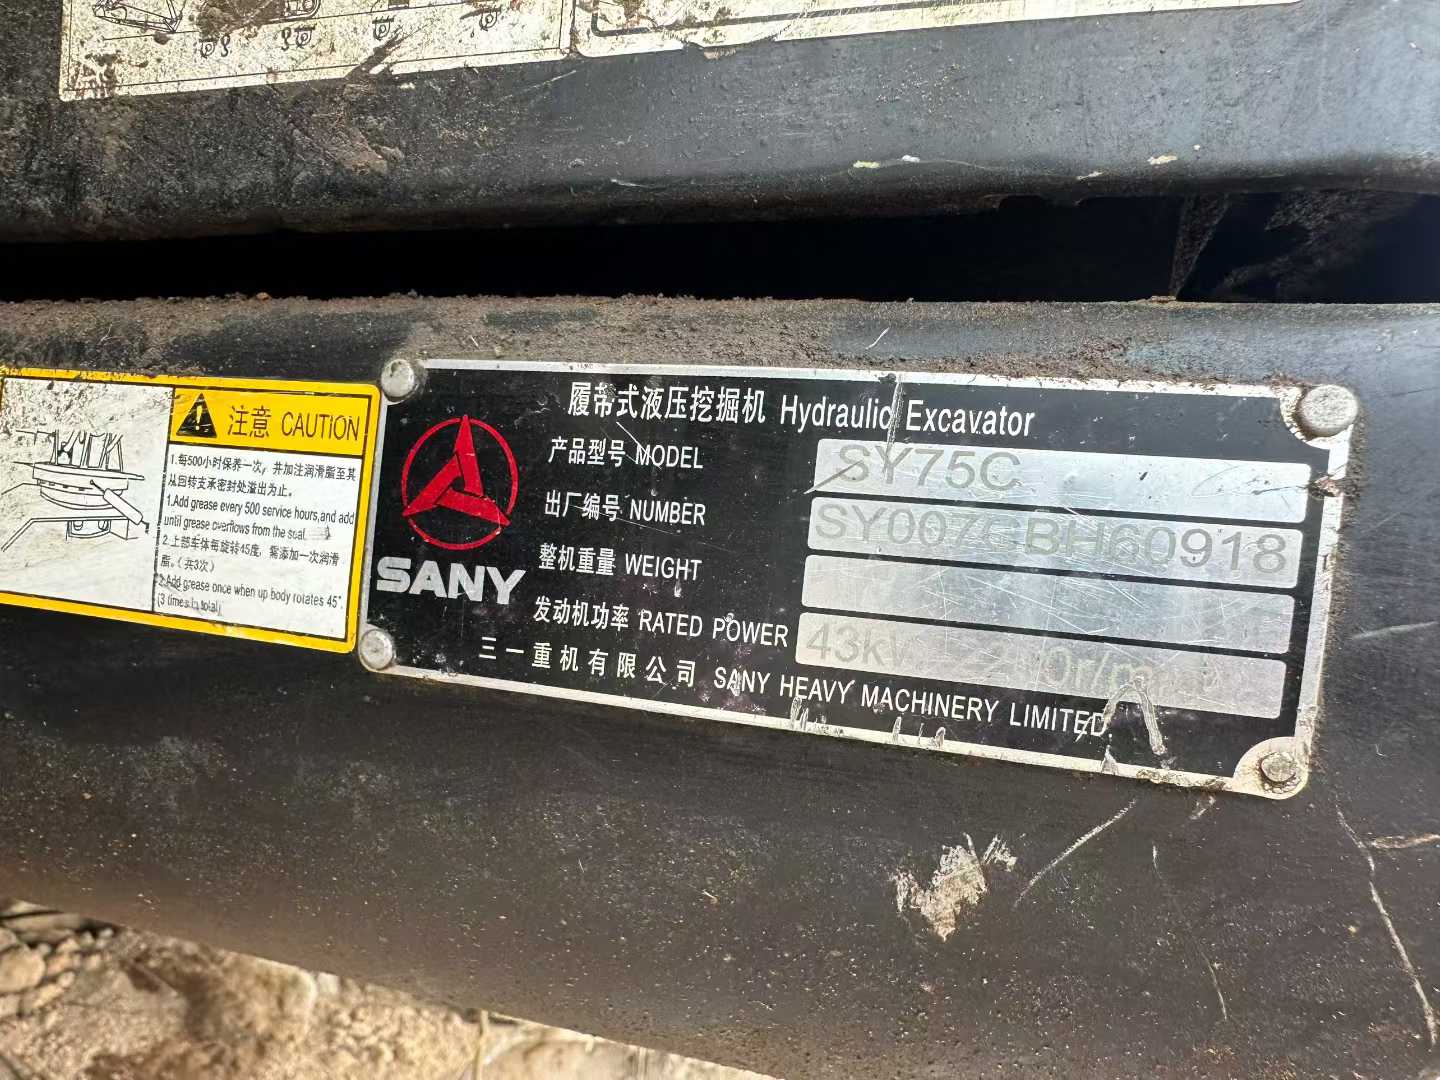 注意 CAUTION
1.每500小时保养一次，并加注润滑脂至其
从回转支承密封处溢出为止。
1.Add grease every 500 service hours,and add
until grease overflows from the seal.
2.上部车体每旋转45度，需添加一次润滑
脂。（共3次）
2.Add grease once when up body rotates 45°.
(3 times in total)
履带式液压挖掘机 Hydraulic Excavator
产品型号 MODEL SY75C
出厂编号 NUMBER SY007CBH60918
整机重量 WEIGHT
发动机功率 RATED POWER 43kw
SANY
三一重机有限公司 SANY HEAVY MACHINERY LIMITED.